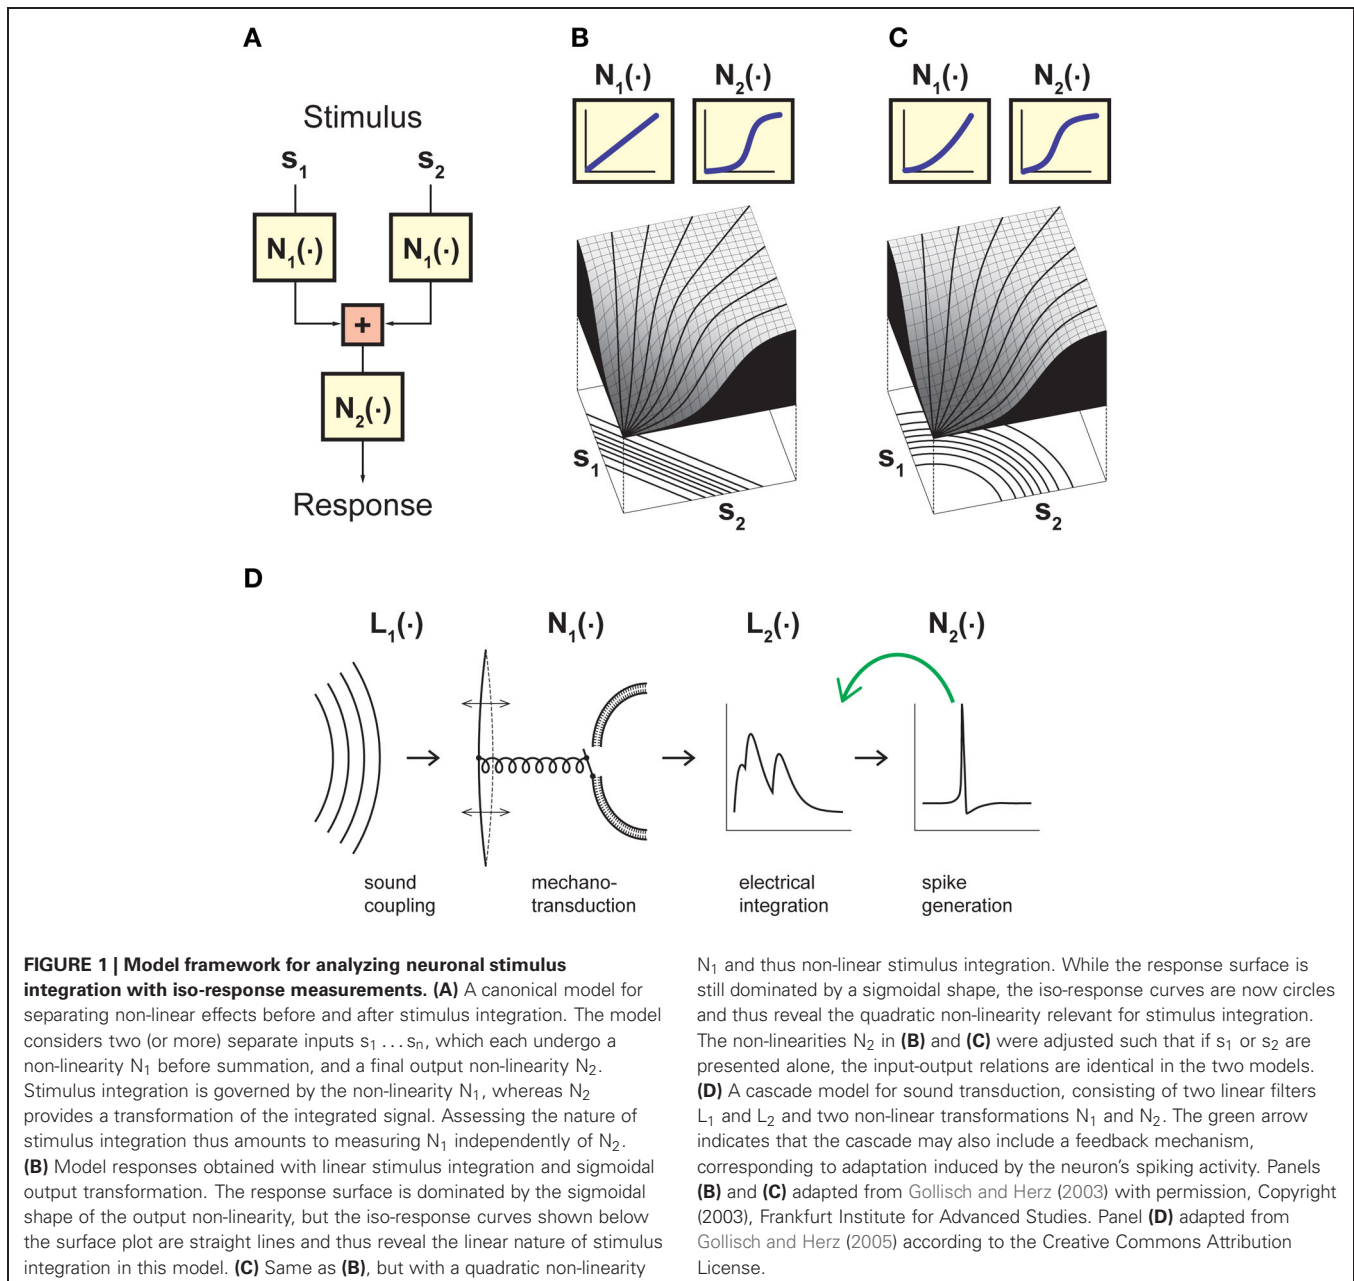 A
Stimulus
s₁ s₂
N₁(·) N₁(·)
+
N₂(·)
Response
B
N₁(·) N₂(·)
s₁
s₂
C
N₁(·) N₂(·)
s₁
s₂
D
L₁(·) N₁(·) L₂(·) N₂(·)
sound
coupling
mechano-
transduction
electrical
integration
spike
generation
FIGURE 1 | Model framework for analyzing neuronal stimulus
integration with iso-response measurements. (A) A canonical model for
separating non-linear effects before and after stimulus integration. The model
considers two (or more) separate inputs s₁ . . . sₙ, which each undergo a
non-linearity N₁ before summation, and a final output non-linearity N₂.
Stimulus integration is governed by the non-linearity N₁, whereas N₂
provides a transformation of the integrated signal. Assessing the nature of
stimulus integration thus amounts to measuring N₁ independently of N₂.
(B) Model responses obtained with linear stimulus integration and sigmoidal
output transformation. The response surface is dominated by the sigmoidal
shape of the output non-linearity, but the iso-response curves shown below
the surface plot are straight lines and thus reveal the linear nature of stimulus
integration in this model. (C) Same as (B), but with a quadratic non-linearity
N₁ and thus non-linear stimulus integration. While the response surface is
still dominated by a sigmoidal shape, the iso-response curves are now circles
and thus reveal the quadratic non-linearity relevant for stimulus integration.
The non-linearities N₂ in (B) and (C) were adjusted such that if s₁ or s₂ are
presented alone, the input-output relations are identical in the two models.
(D) A cascade model for sound transduction, consisting of two linear filters
L₁ and L₂ and two non-linear transformations N₁ and N₂. The green arrow
indicates that the cascade may also include a feedback mechanism,
corresponding to adaptation induced by the neuron's spiking activity. Panels
(B) and (C) adapted from Gollisch and Herz (2003) with permission, Copyright
(2003), Frankfurt Institute for Advanced Studies. Panel (D) adapted from
Gollisch and Herz (2005) according to the Creative Commons Attribution
License.